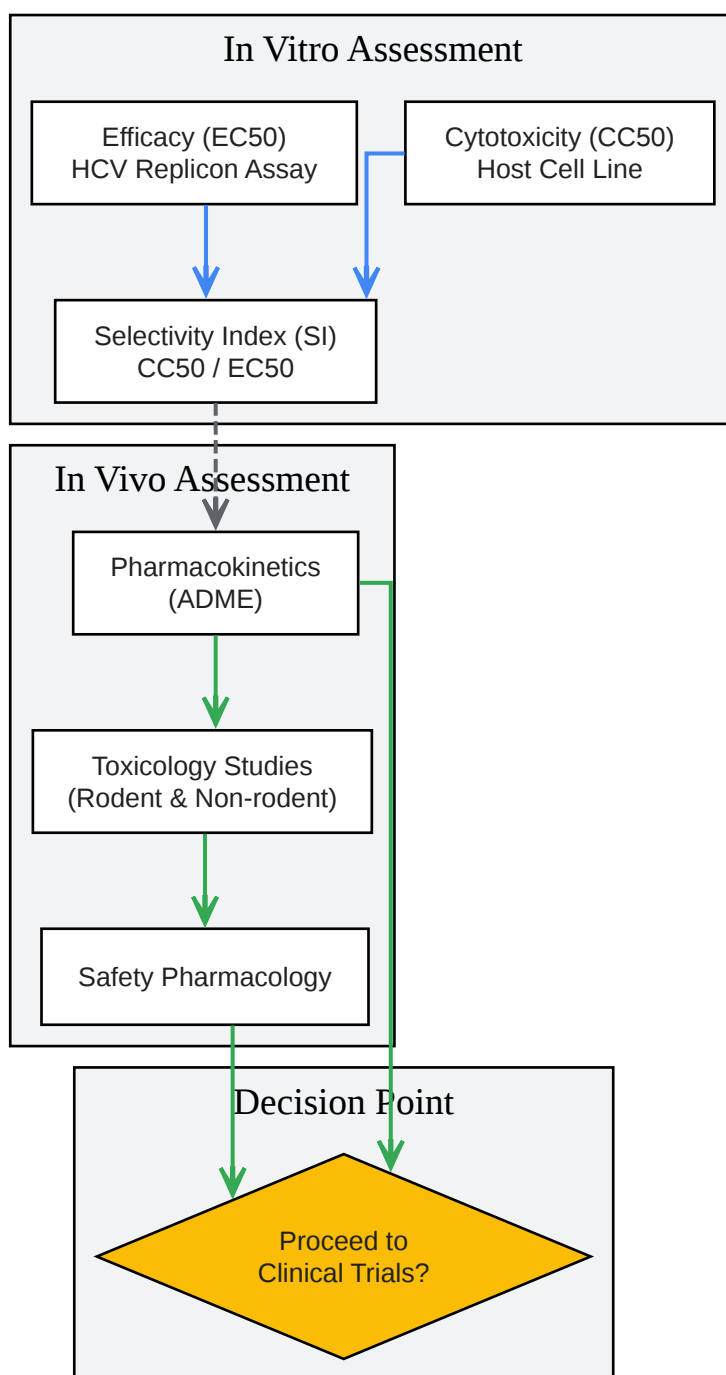 In Vitro Assessment
Efficacy (EC50)
HCV Replicon Assay
Cytotoxicity (CC50)
Host Cell Line
Selectivity Index (SI)
CC50 / EC50
In Vivo Assessment
Pharmacokinetics
(ADME)
Toxicology Studies
(Rodent & Non-rodent)
Safety Pharmacology
Decision Point
Proceed to
Clinical Trials?